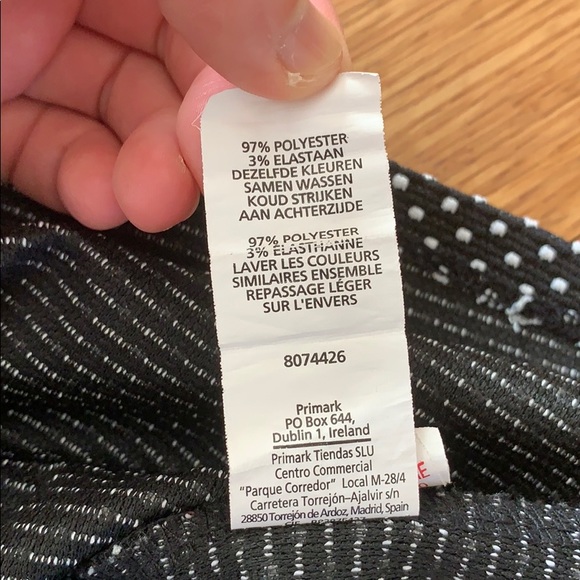 97% POLYESTER
3% ELASTAAN
DEZELFDE KLEUREN
SAMEN WASSEN
KOUD STRIJKEN
AAN ACHTERZIJDE
97% POLYESTER
3% ELASTHANNE
LAVER LES COULEURS
SIMILAIRES ENSEMBLE
REPASSAGE LÉGER
SUR L'ENVERS
8074426
Primark
PO Box 644,
Dublin 1, Ireland
Primark Tiendas SLU
Centro Commercial
"Parque Corredor" Local M-28/4
Carretera Torrejón–Ajalvir s/n
28850 Torrejón de Ardoz, Madrid, Spain